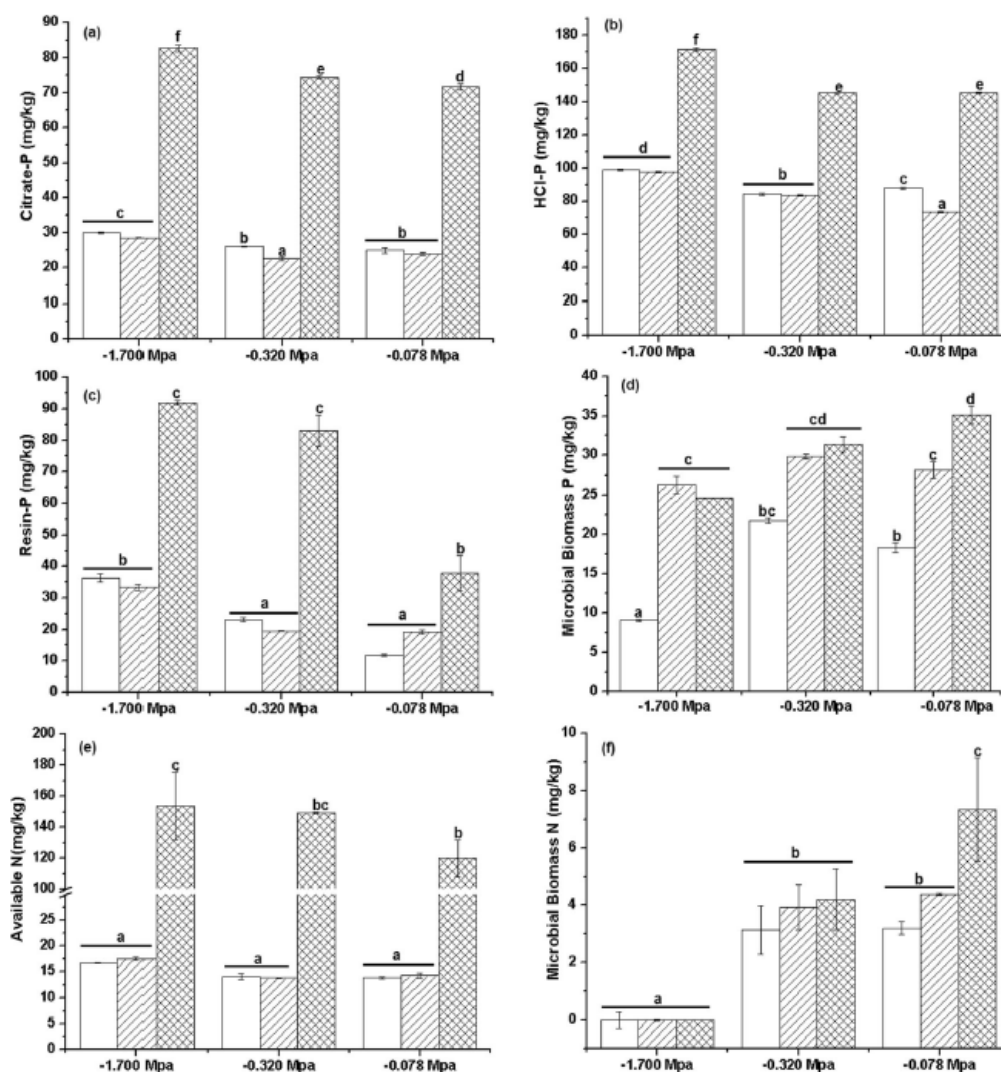 (a)
Citrate-P (mg/kg)
90
80
70
60
50
40
30
20
10
0
c
f
b
a
e
b
d
-1.700 Mpa
-0.320 Mpa
-0.078 Mpa
(b)
HCl-P (mg/kg)
180
160
140
120
100
80
60
40
20
0
d
f
b
e
c
a
e
-1.700 Mpa
-0.320 Mpa
-0.078 Mpa
(c)
Resin-P (mg/kg)
100
90
80
70
60
50
40
30
20
10
0
b
c
a
c
a
b
-1.700 Mpa
-0.320 Mpa
-0.078 Mpa
(d)
Microbial Biomass P (mg/kg)
40
35
30
25
20
15
10
5
0
a
c
bc
cd
b
c
d
-1.700 Mpa
-0.320 Mpa
-0.078 Mpa
(e)
Available N(mg/kg)
200
180
160
140
120
100
25
20
15
10
5
0
a
c
a
bc
a
b
-1.700 Mpa
-0.320 Mpa
-0.078 Mpa
(f)
Microbial Biomass N (mg/kg)
10
8
6
4
2
0
a
b
b
c
-1.700 Mpa
-0.320 Mpa
-0.078 Mpa